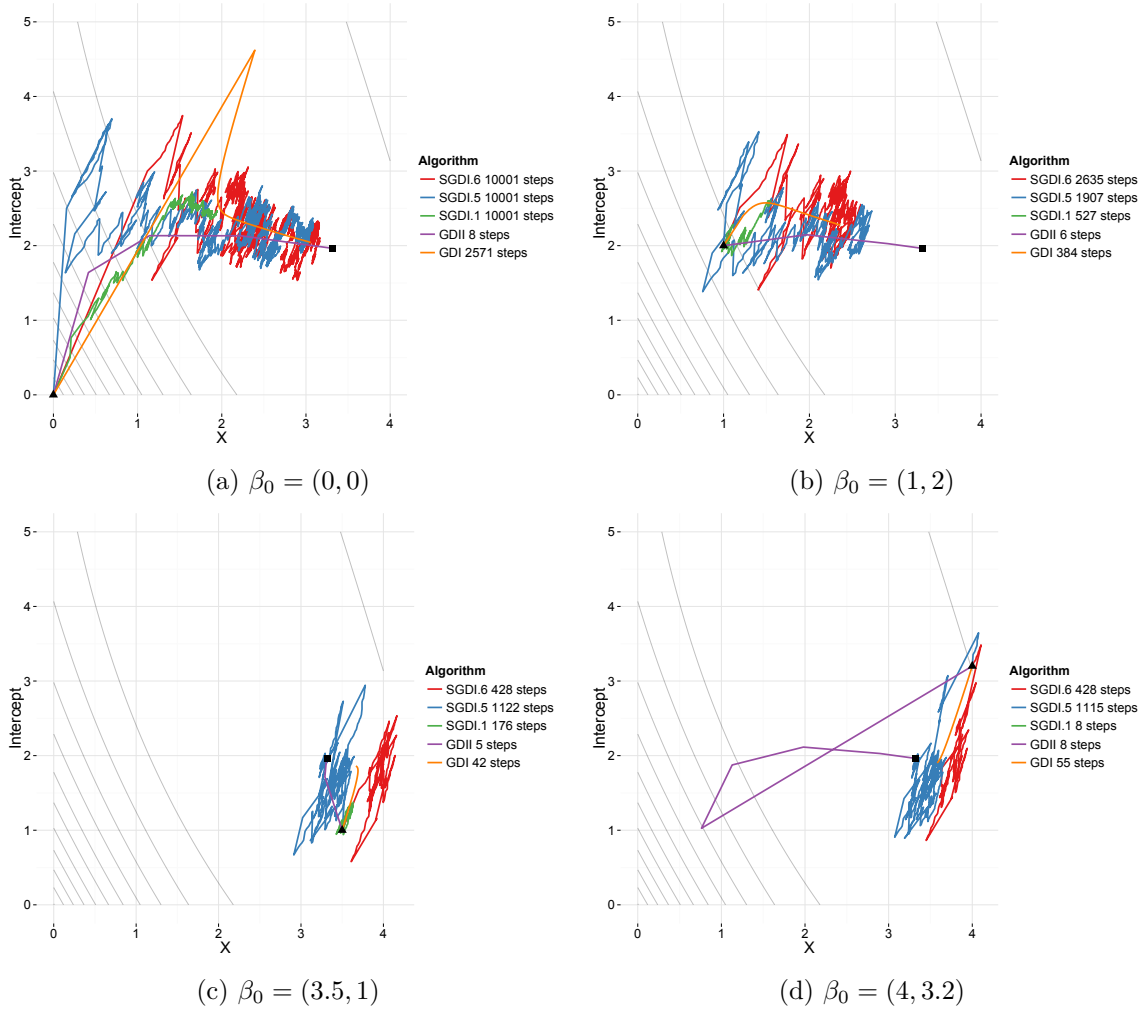 5
4
3
2
1
0
Intercept
0 1 2 3 4
X
Algorithm
SGDI.6 10001 steps
SGDI.5 10001 steps
SGDI.1 10001 steps
GDII 8 steps
GDI 2571 steps
(a) β₀ = (0, 0)
5
4
3
2
1
0
Intercept
0 1 2 3 4
X
Algorithm
SGDI.6 2635 steps
SGDI.5 1907 steps
SGDI.1 527 steps
GDII 6 steps
GDI 384 steps
(b) β₀ = (1, 2)
5
4
3
2
1
0
Intercept
0 1 2 3 4
X
Algorithm
SGDI.6 428 steps
SGDI.5 1122 steps
SGDI.1 176 steps
GDII 5 steps
GDI 42 steps
(c) β₀ = (3.5, 1)
5
4
3
2
1
0
Intercept
0 1 2 3 4
X
Algorithm
SGDI.6 428 steps
SGDI.5 1115 steps
SGDI.1 8 steps
GDII 8 steps
GDI 55 steps
(d) β₀ = (4, 3.2)